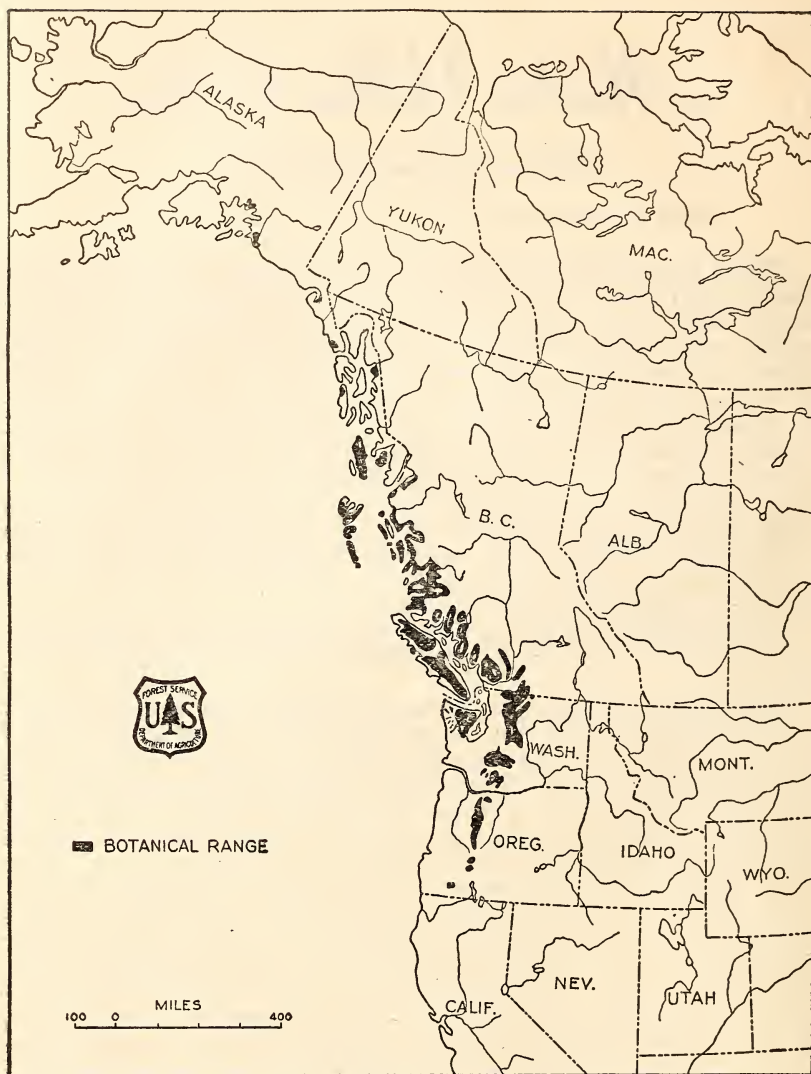 ALASKA
YUKON
MAC.
B.C.
ALB.
FOREST SERVICE
U S
DEPARTMENT OF AGRICULTURE
WASH.
MONT.
BOTANICAL RANGE
OREG.
IDAHO
WYO.
NEV.
UTAH
CALIF.
MILES
100 0 400